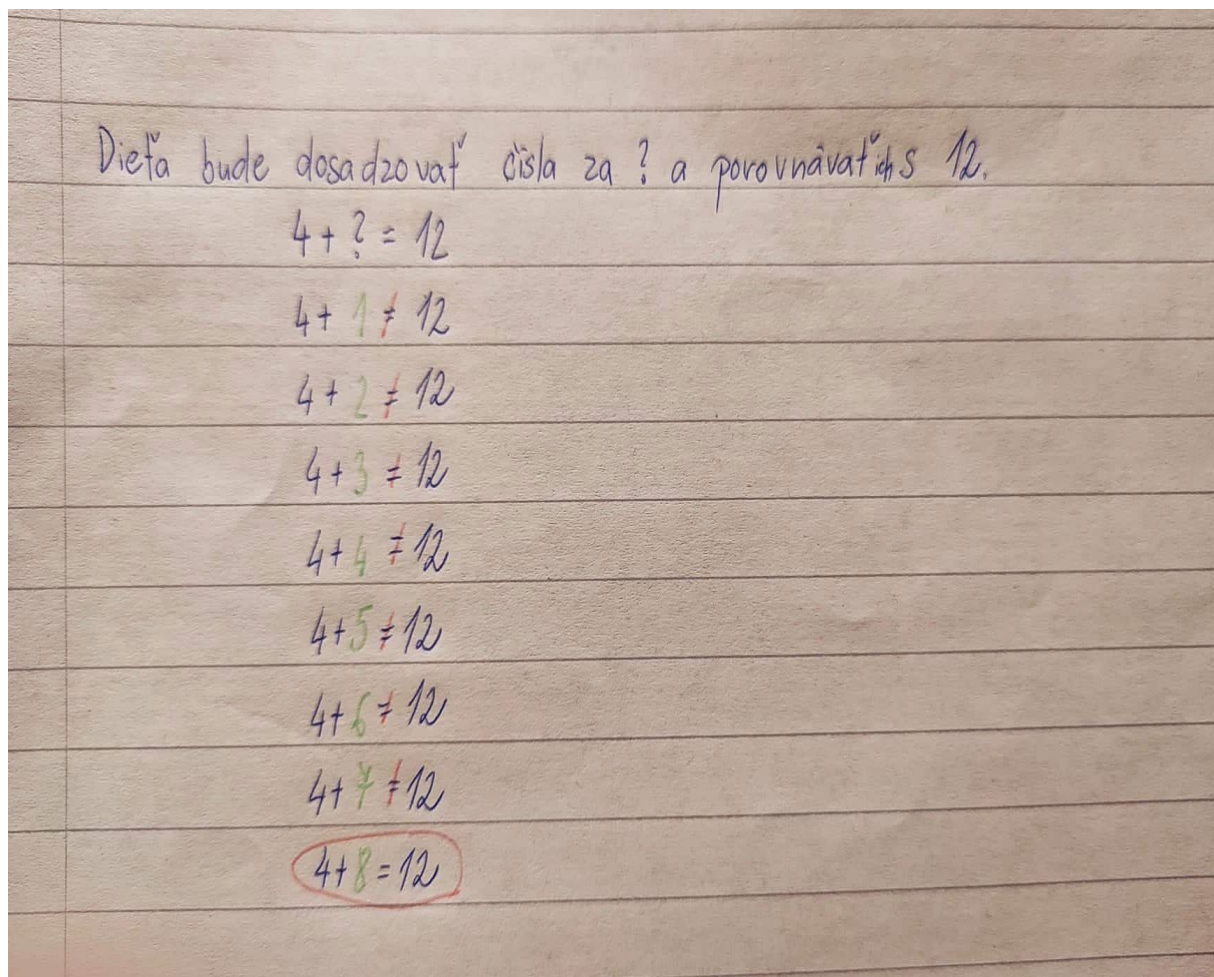 Dieťa bude dosadzovať čísla za ? a porovnávať ich s 12.
4 + ? = 12
4 + 1 ≠ 12
4 + 2 ≠ 12
4 + 3 ≠ 12
4 + 4 ≠ 12
4 + 5 ≠ 12
4 + 6 ≠ 12
4 + 7 ≠ 12
4 + 8 = 12